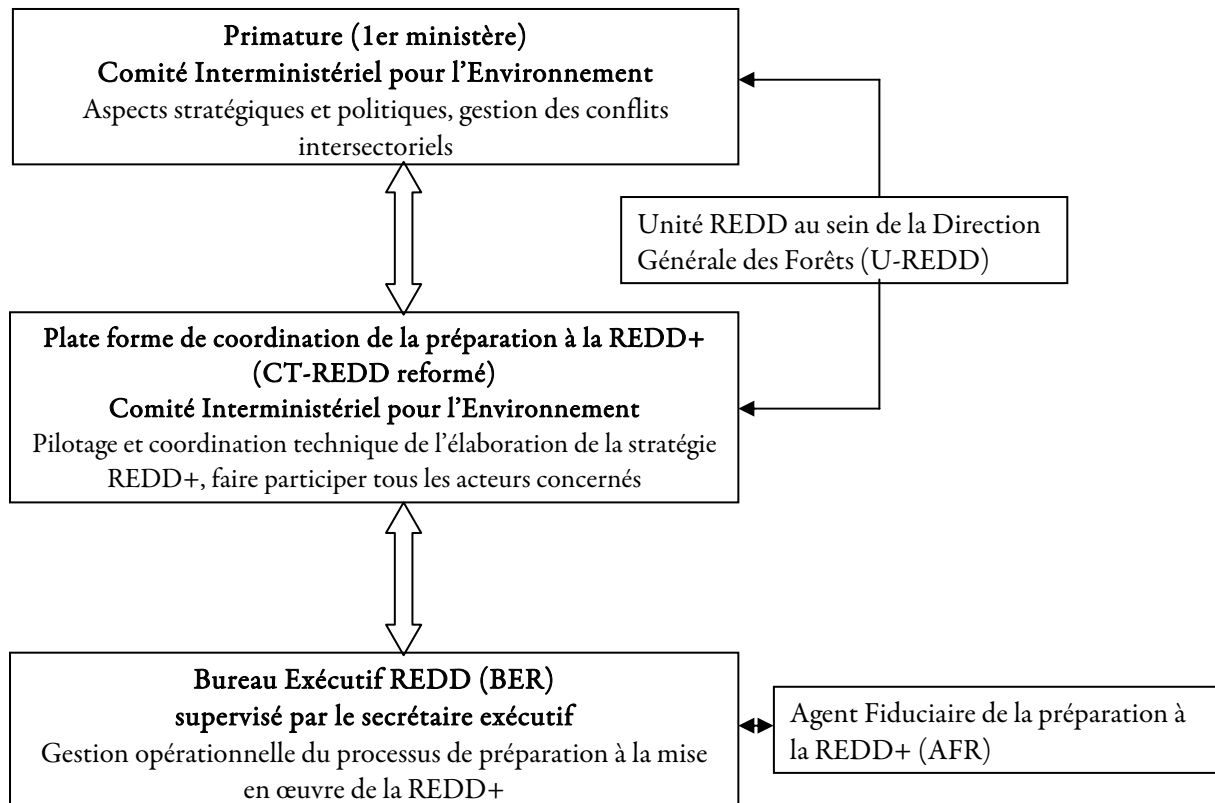 Primature (1er ministère)
Comité Interministériel pour l'Environnement
Aspects stratégiques et politiques, gestion des conflits
intersectoriels
Unité REDD au sein de la Direction
Générale des Forêts (U-REDD)
Plate forme de coordination de la préparation à la REDD+
(CT-REDD reformé)
Comité Interministériel pour l'Environnement
Pilotage et coordination technique de l'élaboration de la stratégie
REDD+, faire participer tous les acteurs concernés
Bureau Exécutif REDD (BER)
supervisé par le secrétaire exécutif
Gestion opérationnelle du processus de préparation à la mise
en œuvre de la REDD+
Agent Fiduciaire de la préparation à
la REDD+ (AFR)